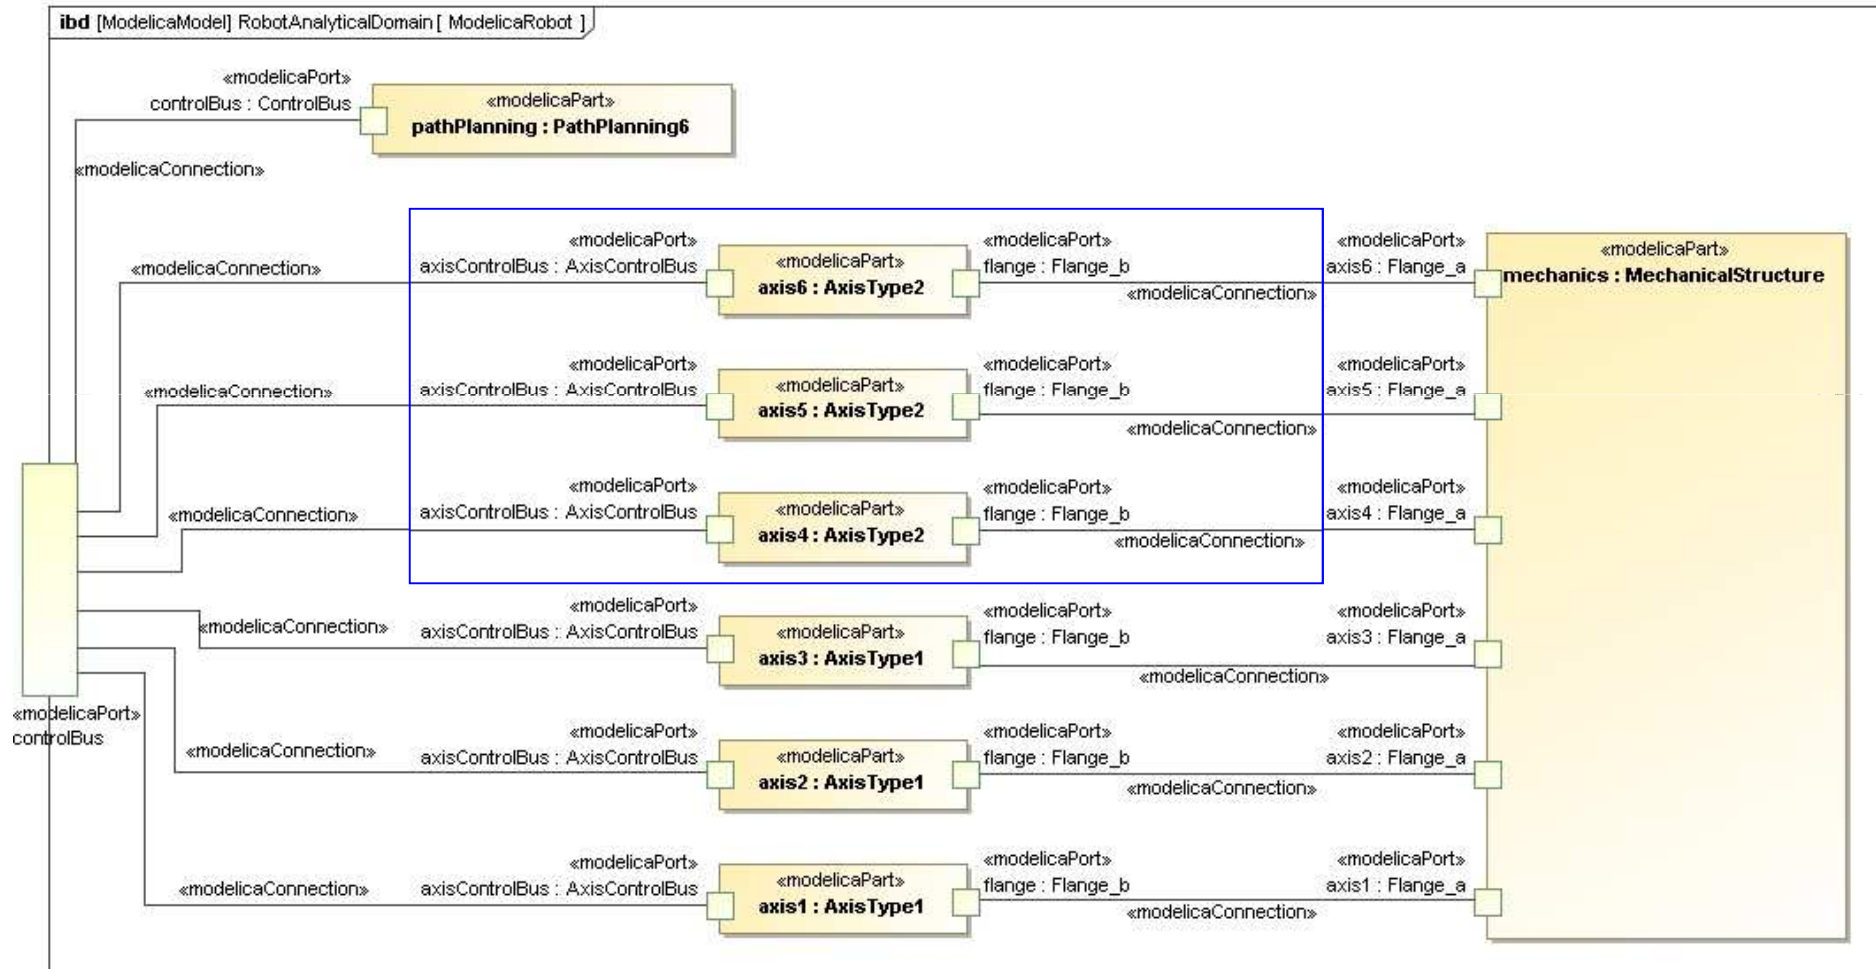 ibd [ModelicaModel] RobotAnalyticalDomain [ ModelicaRobot ]
«modelicaPort»
controlBus : ControlBus
«modelicaPart»
pathPlanning : PathPlanning6
«modelicaConnection»
«modelicaConnection»
«modelicaPort»
axisControlBus : AxisControlBus
«modelicaPart»
axis6 : AxisType2
«modelicaPort»
flange : Flange_b
«modelicaConnection»
«modelicaPort»
axis6 : Flange_a
«modelicaPart»
mechanics : MechanicalStructure
«modelicaConnection»
«modelicaPort»
axisControlBus : AxisControlBus
«modelicaPart»
axis5 : AxisType2
«modelicaPort»
flange : Flange_b
«modelicaConnection»
«modelicaPort»
axis5 : Flange_a
«modelicaConnection»
«modelicaPort»
axisControlBus : AxisControlBus
«modelicaPart»
axis4 : AxisType2
«modelicaPort»
flange : Flange_b
«modelicaConnection»
«modelicaPort»
axis4 : Flange_a
«modelicaConnection»
«modelicaPort»
axisControlBus : AxisControlBus
«modelicaPart»
axis3 : AxisType1
«modelicaPort»
flange : Flange_b
«modelicaConnection»
«modelicaPort»
axis3 : Flange_a
«modelicaPort»
controlBus
«modelicaConnection»
«modelicaPort»
axisControlBus : AxisControlBus
«modelicaPart»
axis2 : AxisType1
«modelicaPort»
flange : Flange_b
«modelicaConnection»
«modelicaPort»
axis2 : Flange_a
«modelicaConnection»
«modelicaPort»
axisControlBus : AxisControlBus
«modelicaPart»
axis1 : AxisType1
«modelicaPort»
flange : Flange_b
«modelicaConnection»
«modelicaPort»
axis1 : Flange_a